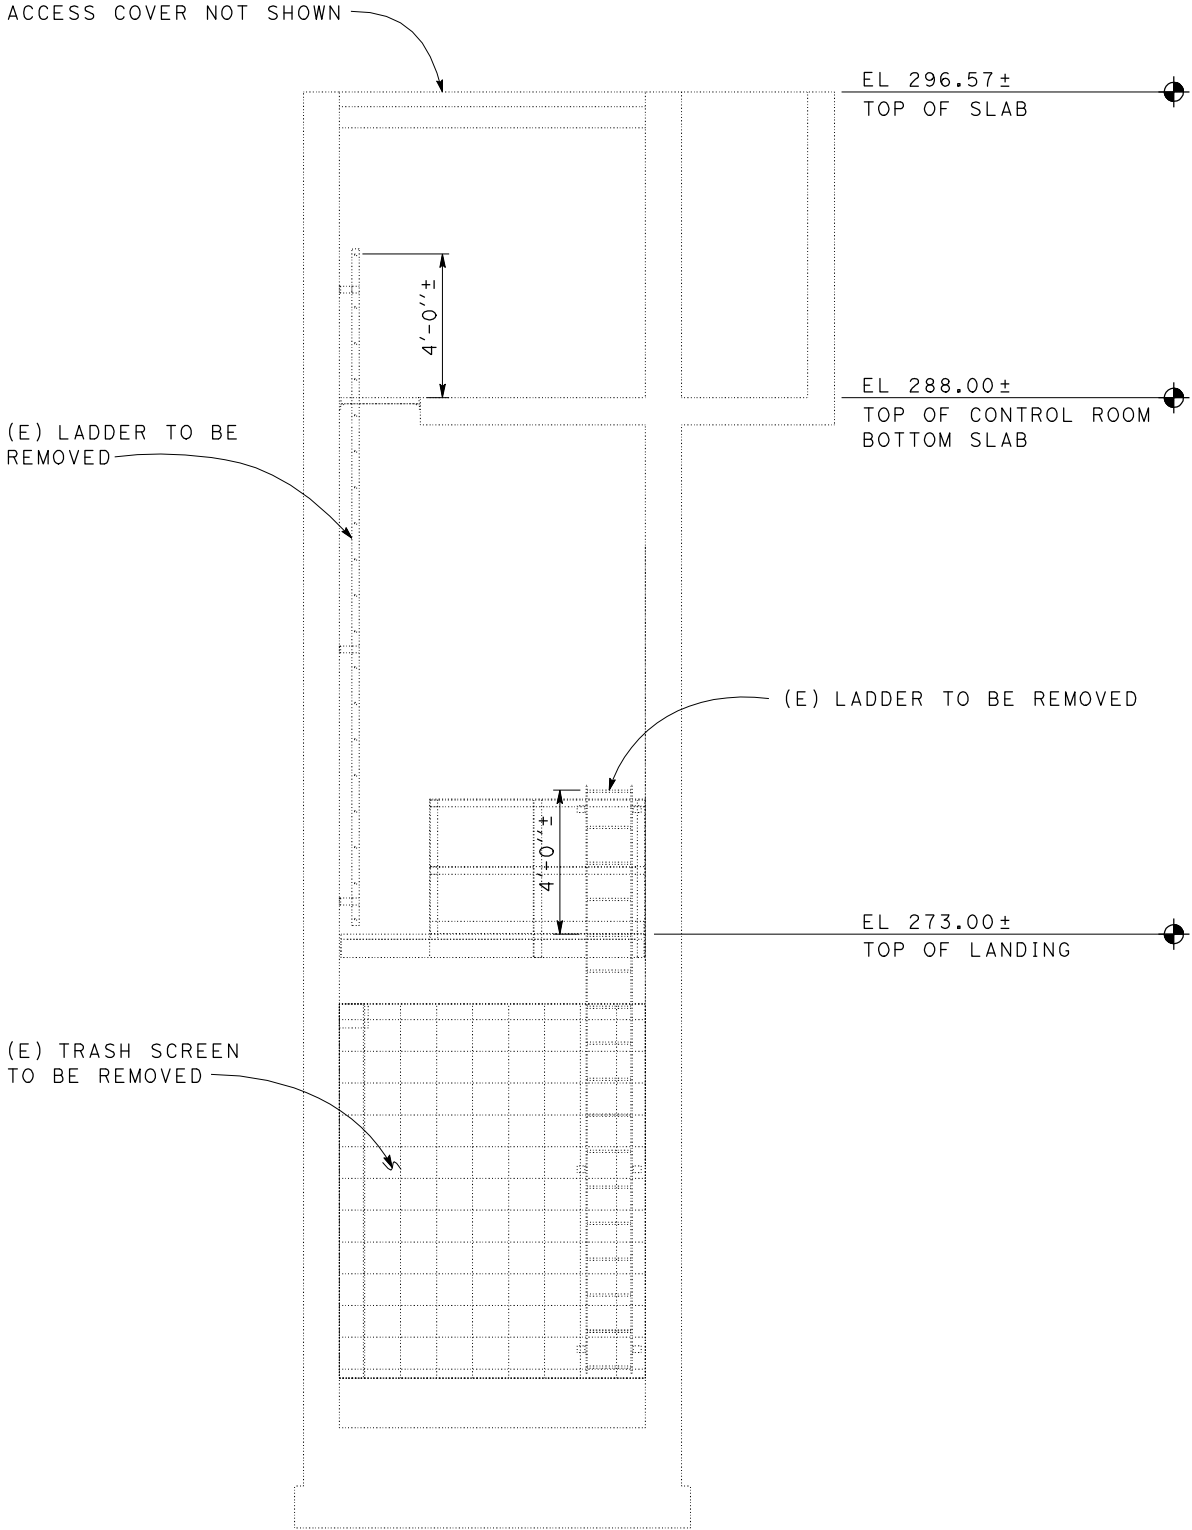 ACCESS COVER NOT SHOWN
EL 296.57±
TOP OF SLAB
4'-0''±
EL 288.00±
TOP OF CONTROL ROOM
BOTTOM SLAB
(E) LADDER TO BE
REMOVED
(E) LADDER TO BE REMOVED
4'-0''±
EL 273.00±
TOP OF LANDING
(E) TRASH SCREEN
TO BE REMOVED